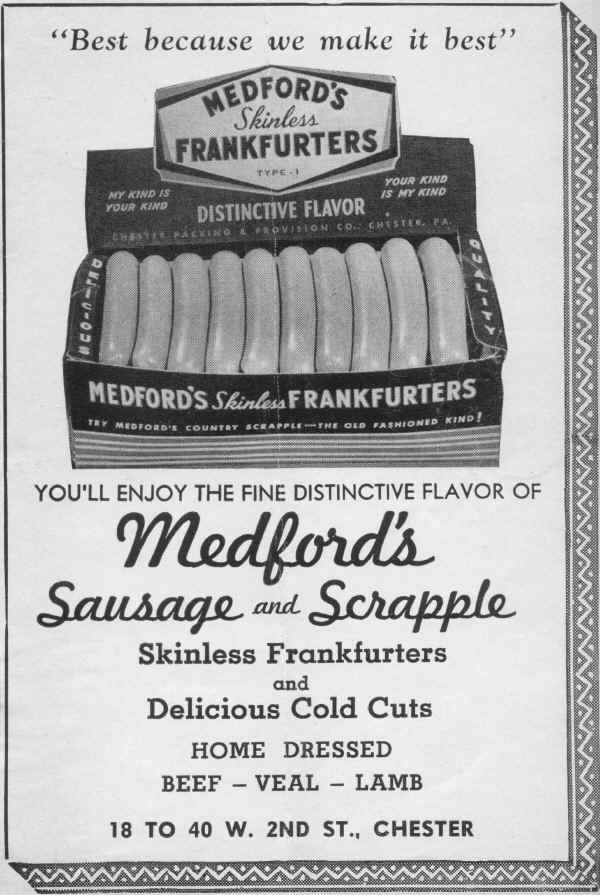 “Best because we make it best”
MEDFORD'S
Skinless
FRANKFURTERS
TYPE-1
MY KIND IS
YOUR KIND
YOUR KIND
IS MY KIND
DISTINCTIVE FLAVOR
CHESTER PACKING & PROVISION CO., CHESTER, PA.
DELICIOUS
QUALITY
MEDFORD'S Skinless FRANKFURTERS
TRY MEDFORD'S COUNTRY SCRAPPLE—THE OLD FASHIONED KIND!
YOU'LL ENJOY THE FINE DISTINCTIVE FLAVOR OF
Medford's
Sausage and Scrapple
Skinless Frankfurters
and
Delicious Cold Cuts
HOME DRESSED
BEEF – VEAL – LAMB
18 TO 40 W. 2ND ST., CHESTER